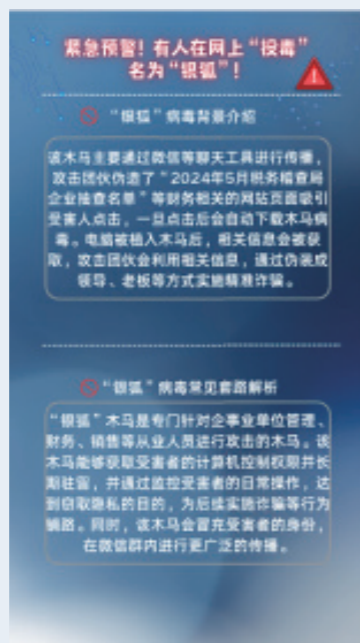 紧急预警！有人在网上“投毒”
名为“银狐”！
“银狐”病毒背景介绍
该木马主要通过微信等聊天工具进行传播，
攻击团伙伪造了“2024年5月税务稽查局
企业抽查名单”等财务相关的网站页面吸引
受害人点击，一旦点击后会自动下载木马病
毒。电脑被植入木马后，相关信息会被获
取，攻击团伙会利用相关信息，通过伪装成
领导、老板等方式实施精准诈骗。
“银狐”病毒常见套路解析
“银狐”木马是专门针对企事业单位管理、
财务、销售等从业人员进行攻击的木马。该
木马能够获取受害者的计算机控制权限并长
期驻留，并通过监控受害者的日常操作，达
到窃取隐私的目的，为后续实施诈骗等行为
铺路。同时，该木马会冒充受害者的身份，
在微信群内进行更广泛的传播。